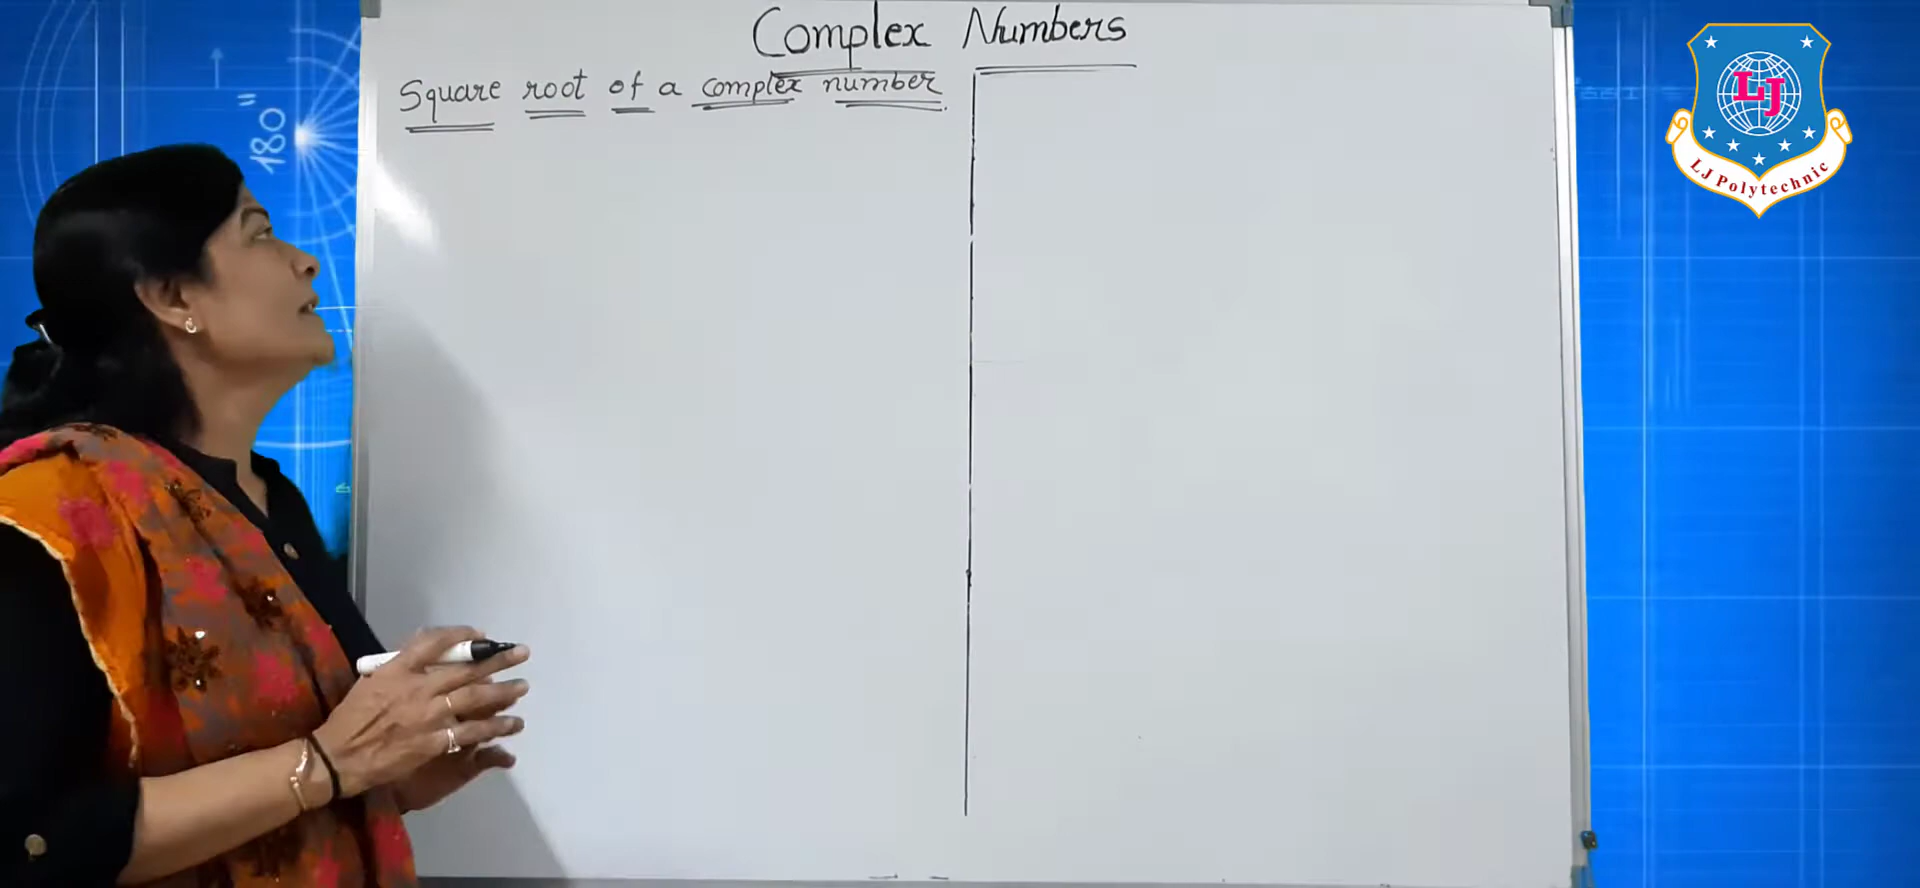 Complex Numbers
Square root of a complex number.
180°
LJ
LJ Polytechnic